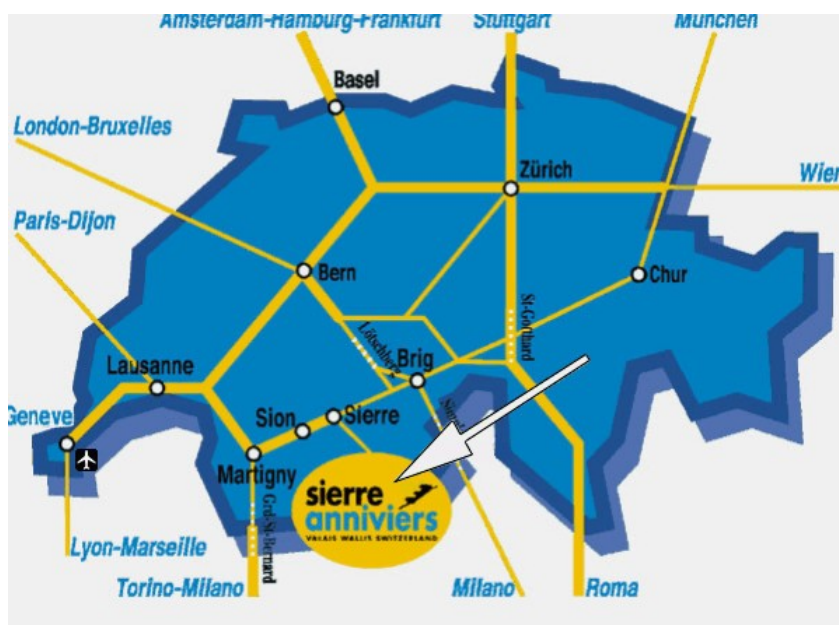 Amsterdam-Hamburg-Frankfurt
Stuttgart
München
Basel
London-Bruxelles
Zürich
Wien
Paris-Dijon
Bern
Chur
St-Gotthard
Lötschberg
Lausanne
Brig
Geneve
Sion
Sierre
Martigny
sierre
anniviers
VALAIS WALLIS SWITZERLAND
Grd-St-Bernard
Lyon-Marseille
Torino-Milano
Milano
Roma